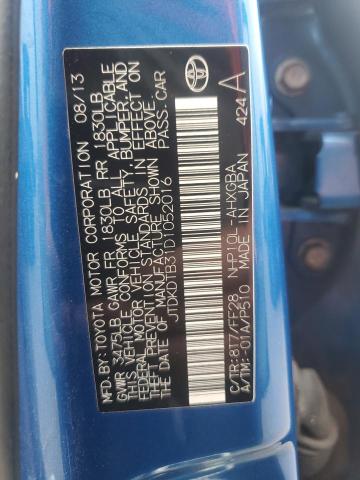 MFD. BY: TOYOTA MOTOR CORPORATION 08/13
GVWR 3475LB GAWR FR 1830LB RR 1830LB
THIS VEHICLE CONFORMS TO ALL APPLICABLE
FEDERAL MOTOR VEHICLE SAFETY, BUMPER, AND
THEFT PREVENTION STANDARDS IN EFFECT ON
THE DATE OF MANUFACTURE SHOWN ABOVE.
JTDKDTB31D1052016 PASS.CAR
C/TR: 8T7/FF28 NHP10L-AHXGBA A
A/TM: -01A/P510 MADE IN JAPAN 424
TOYOTA